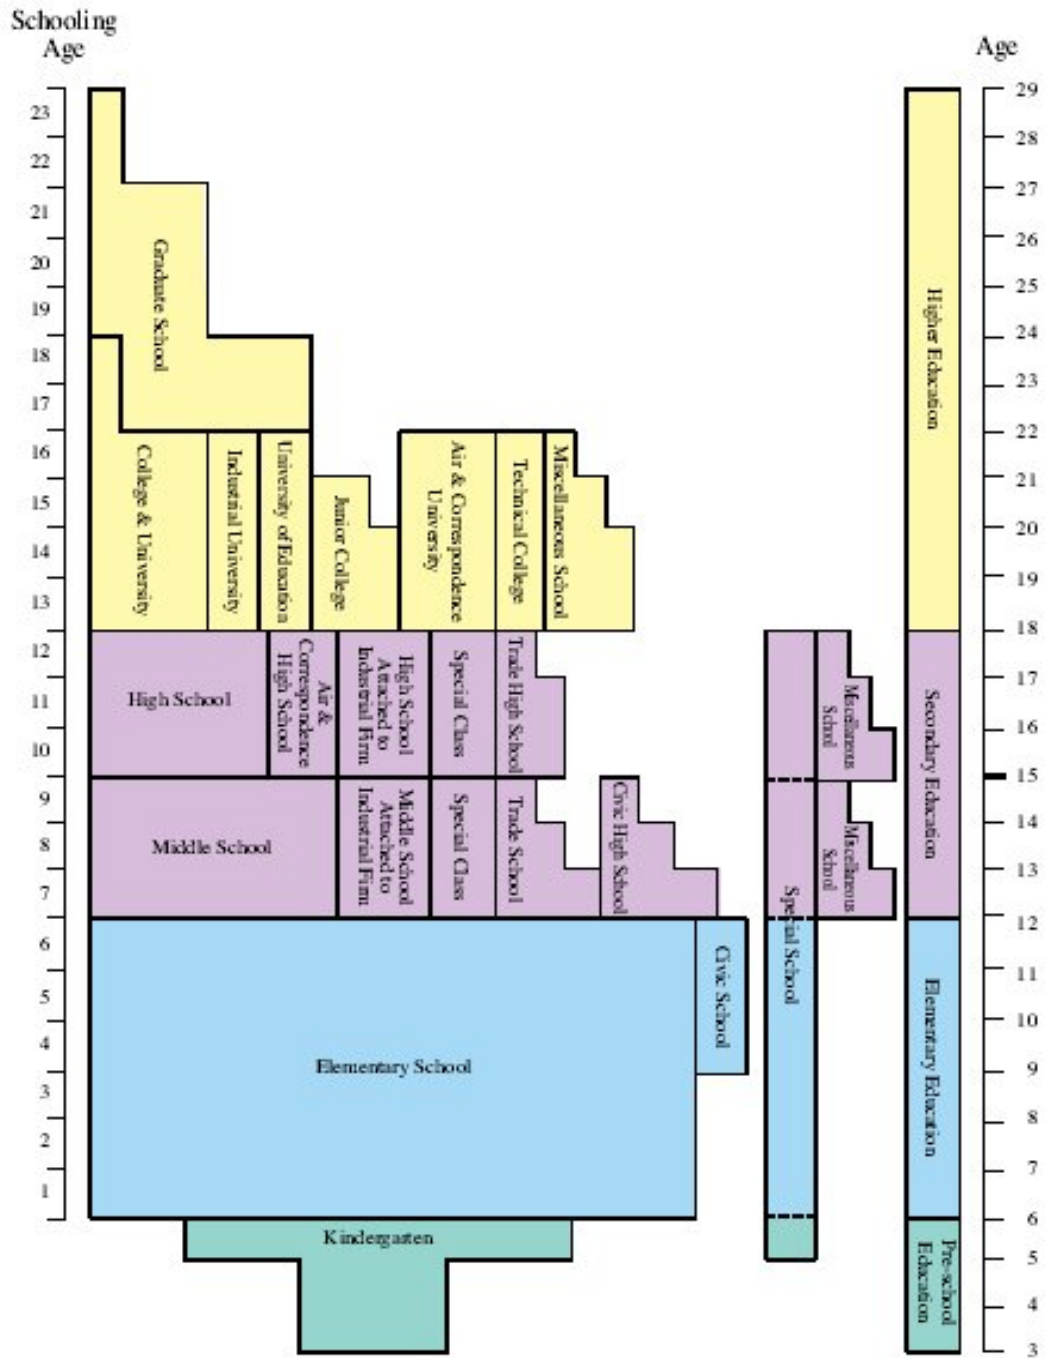 Schooling
Age
Age
23
22
21
20
19
18
17
16
15
14
13
12
11
10
9
8
7
6
5
4
3
2
1
Graduate School
College & University
Industrial University
University of Education
Junior College
Air & Correspondence
University
Technical College
Miscellaneous School
High School
Air &
Correspondence
High School
High School
Attached to
Industrial Firm
Special Class
Trade High School
Middle School
Middle School
Attached to
Industrial Firm
Special Class
Trade School
Civic High School
Elementary School
Civic School
Kindergarten
Special School
Miscellaneous
School
Miscellaneous
School
Higher Education
Secondary Education
Elementary Education
Pre-school
Education
29
28
27
26
25
24
23
22
21
20
19
18
17
16
15
14
13
12
11
10
9
8
7
6
5
4
3